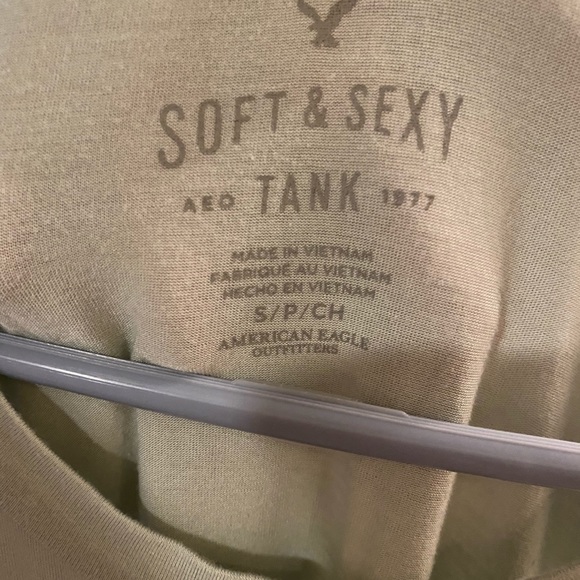 SOFT & SEXY
AEO TANK 1977
MADE IN VIETNAM
FABRIQUÉ AU VIETNAM
HECHO EN VIETNAM
S/P/CH
AMERICAN EAGLE
OUTFITTERS